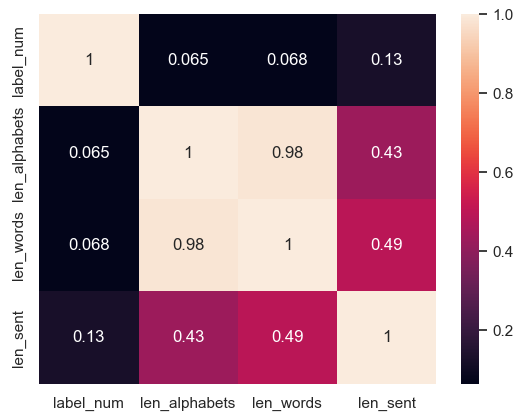 label_num
1
0.065
0.068
0.13
len_alphabets
0.065
1
0.98
0.43
len_words
0.068
0.98
1
0.49
len_sent
0.13
0.43
0.49
1
label_num
len_alphabets
len_words
len_sent
1.0
0.8
0.6
0.4
0.2